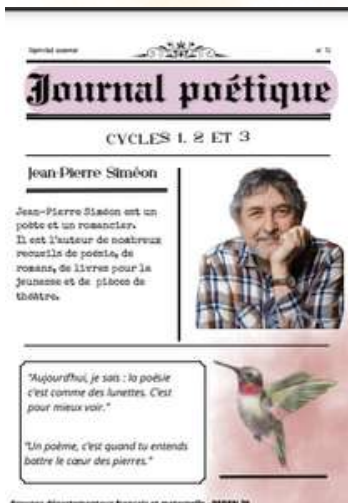 Journal poétique
CYCLES 1, 2 ET 3
Jean-Pierre Siméon
Jean-Pierre Siméon est un
poète et un romancier.
Il est l'auteur de nombreux
recueils de poésie, de
romans, de livres pour la
jeunesse et de pièces de
théâtre.
"Aujourd'hui, je sais : la poésie
c'est comme des lunettes. C'est
pour mieux voir."
"Un poème, c'est quand tu entends
battre le cœur des pierres."